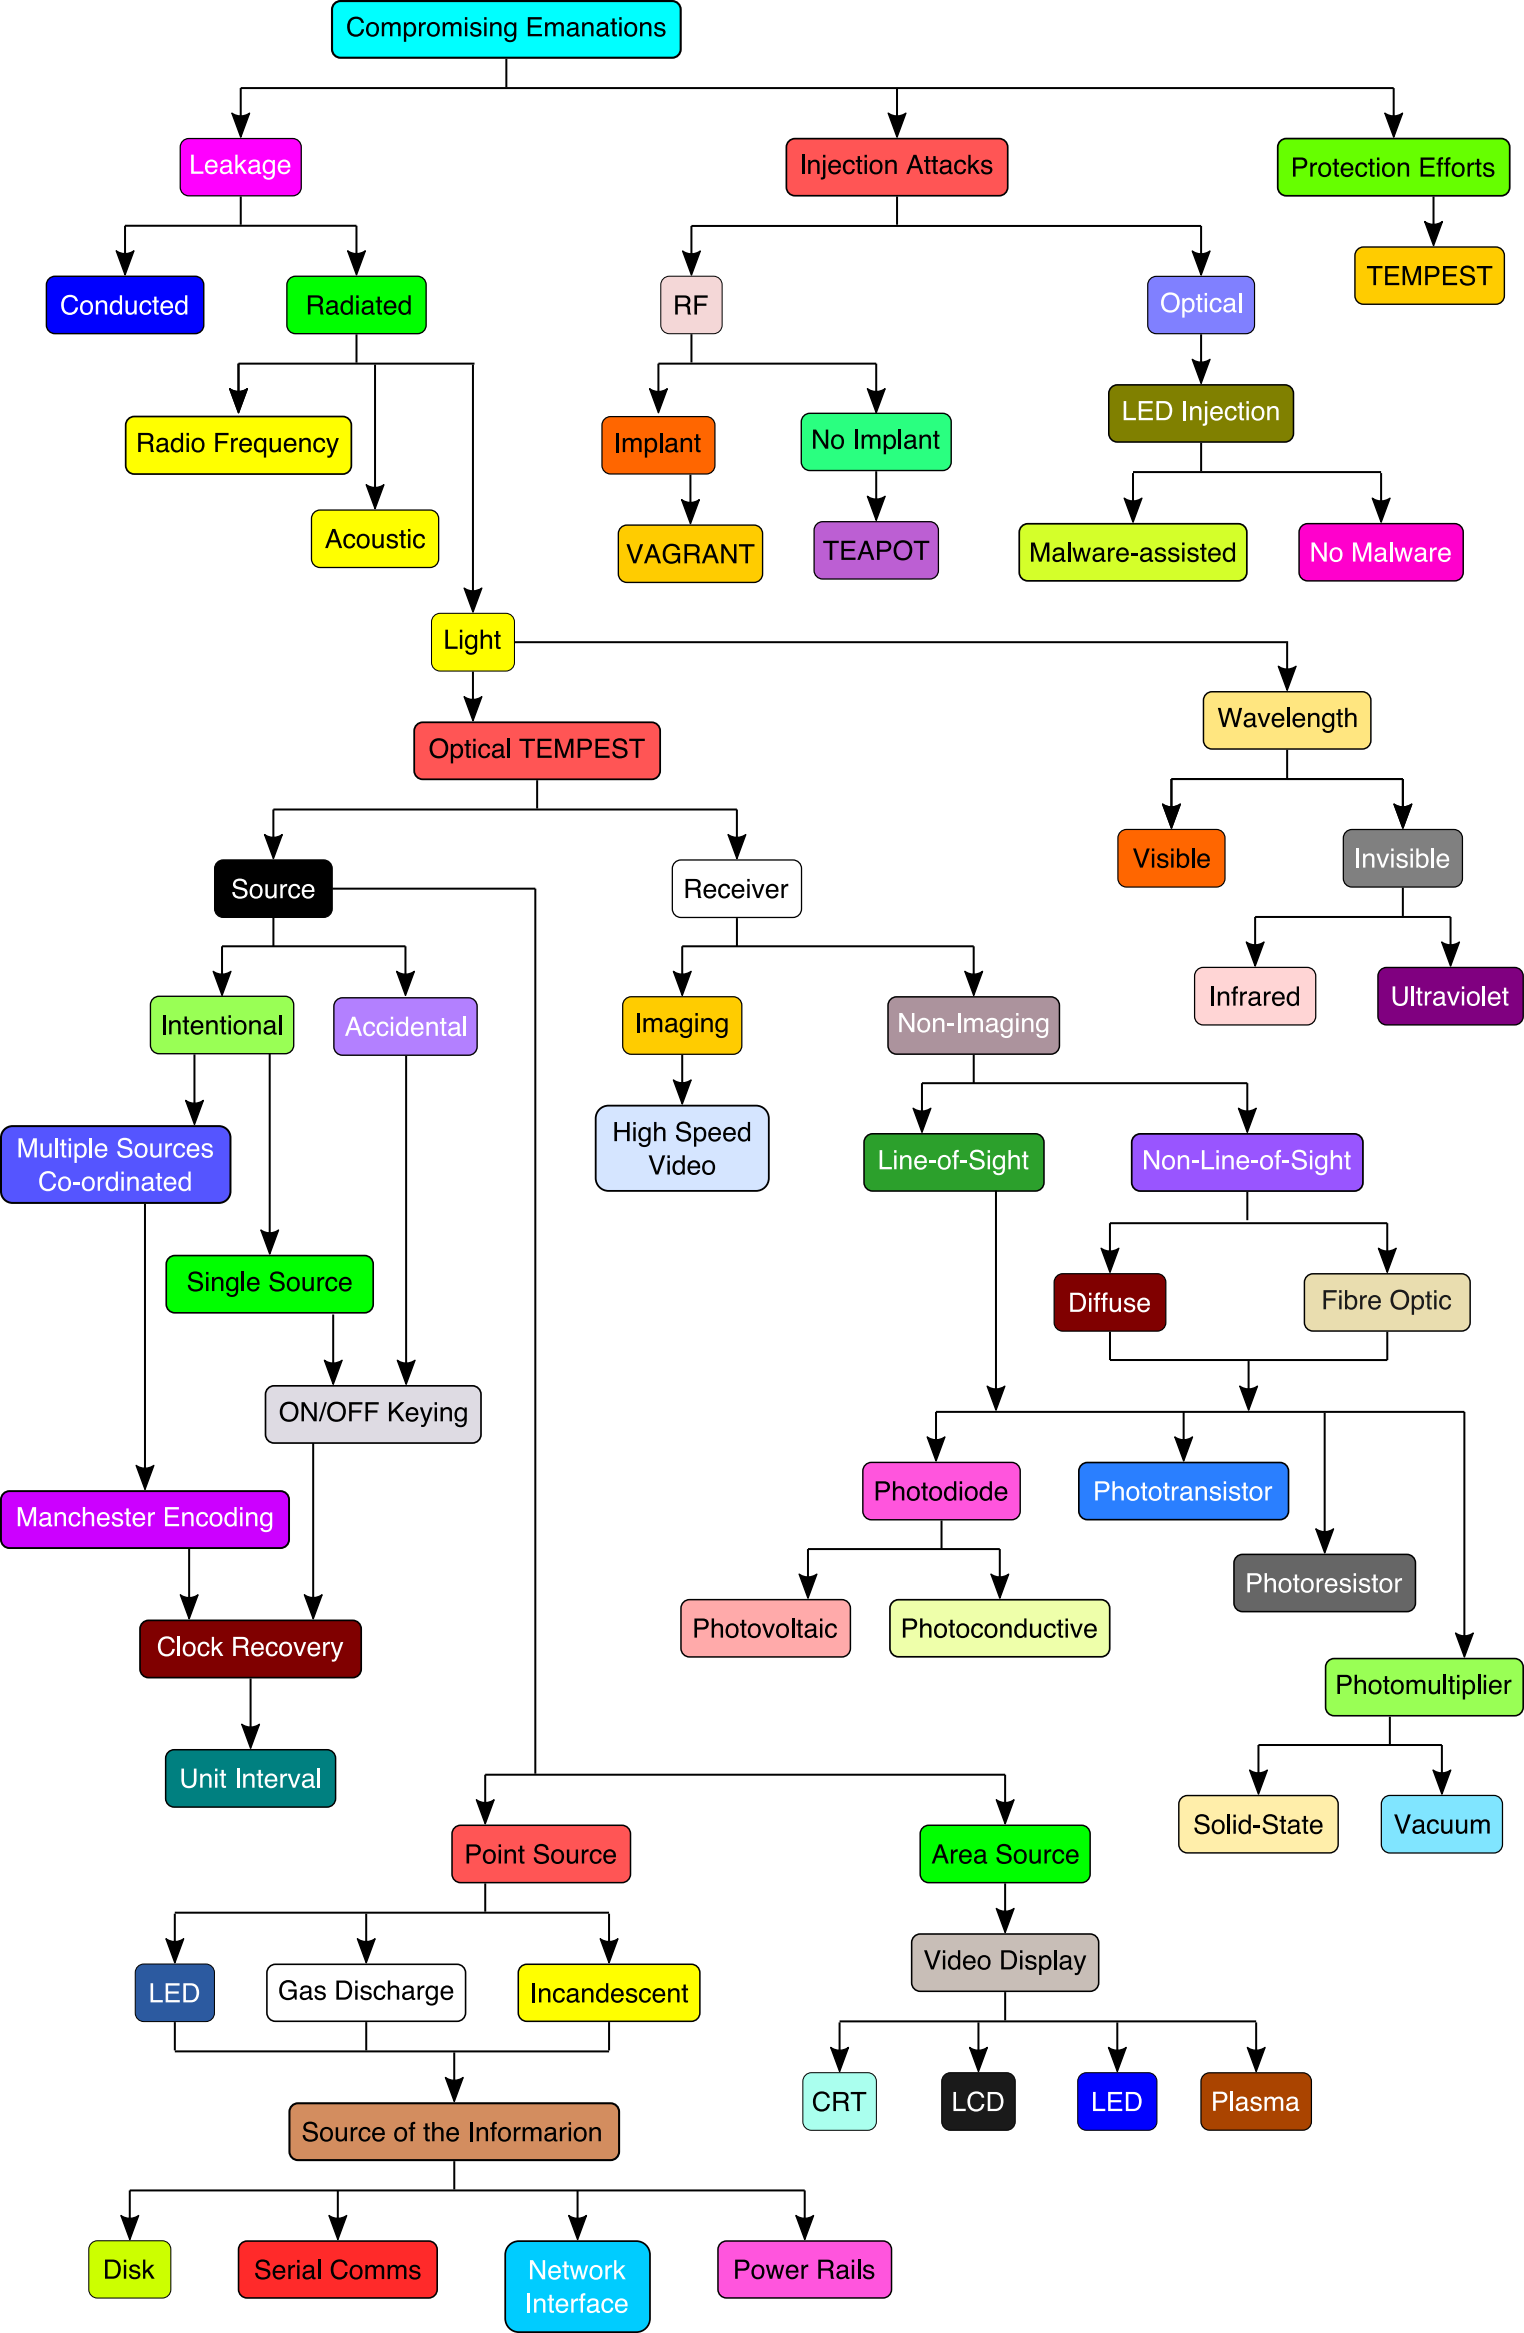 Compromising Emanations
Leakage
Injection Attacks
Protection Efforts
Conducted
Radiated
RF
Optical
TEMPEST
Radio Frequency
Implant
No Implant
LED Injection
Acoustic
VAGRANT
TEAPOT
Malware-assisted
No Malware
Light
Wavelength
Optical TEMPEST
Visible
Invisible
Source
Receiver
Infrared
Ultraviolet
Intentional
Accidental
Imaging
Non-Imaging
Multiple Sources
Co-ordinated
High Speed
Video
Line-of-Sight
Non-Line-of-Sight
Single Source
Diffuse
Fibre Optic
ON/OFF Keying
Manchester Encoding
Photodiode
Phototransistor
Photoresistor
Clock Recovery
Photovoltaic
Photoconductive
Photomultiplier
Unit Interval
Solid-State
Vacuum
Point Source
Area Source
Video Display
LED
Gas Discharge
Incandescent
CRT
LCD
LED
Plasma
Source of the Informarion
Disk
Serial Comms
Network
Interface
Power Rails